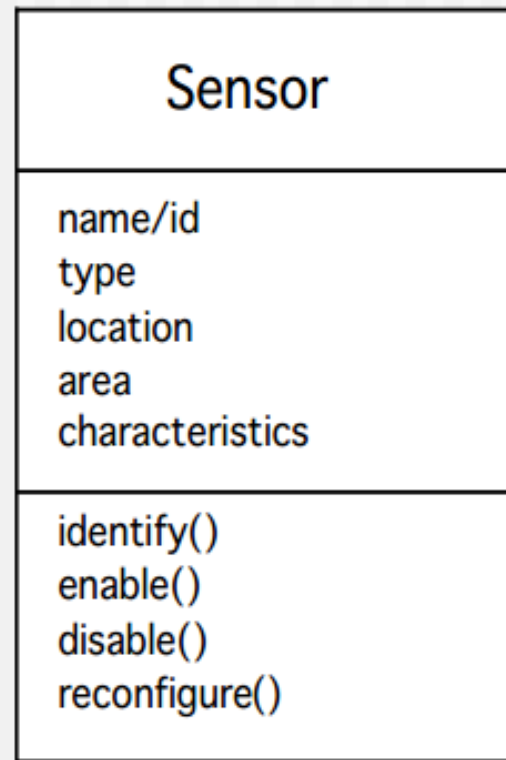 Sensor
name/id
type
location
area
characteristics
identify()
enable()
disable()
reconfigure()